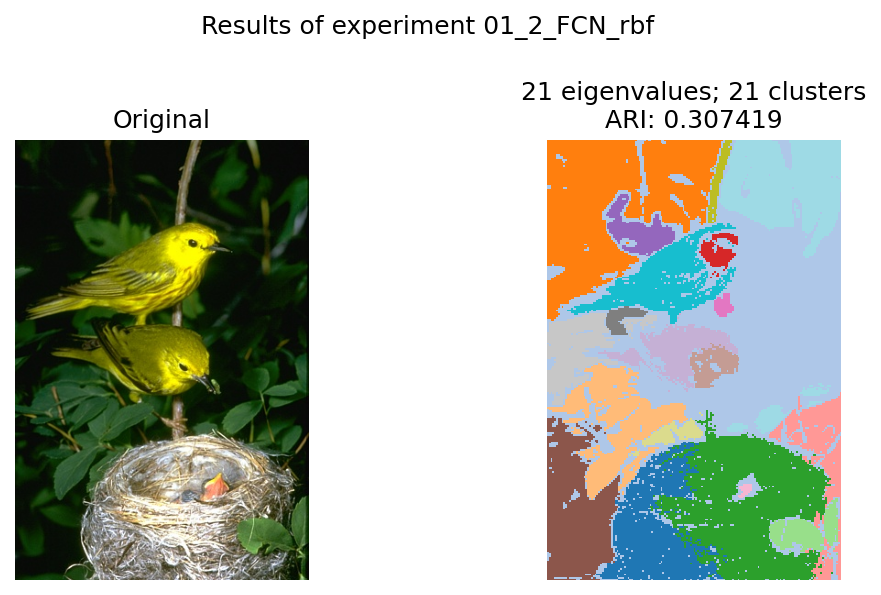 Results of experiment 01_2_FCN_rbf
Original
21 eigenvalues; 21 clusters
ARI: 0.307419